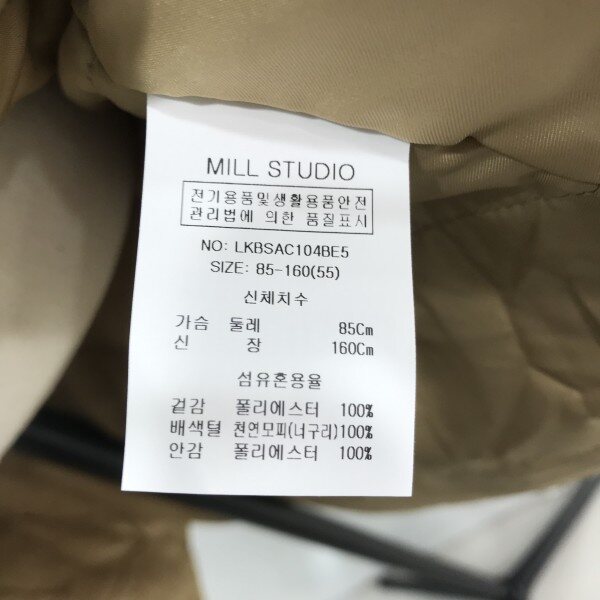 MILL STUDIO
전기용품및생활용품안전
관리법에 의한 품질표시
NO: LKBSAC104BE5
SIZE: 85-160(55)
신체치수
가슴 둘레 85Cm
신 장 160Cm
섬유혼용율
겉감 폴리에스터 100%
배색털 천연모피(너구리)100%
안감 폴리에스터 100%